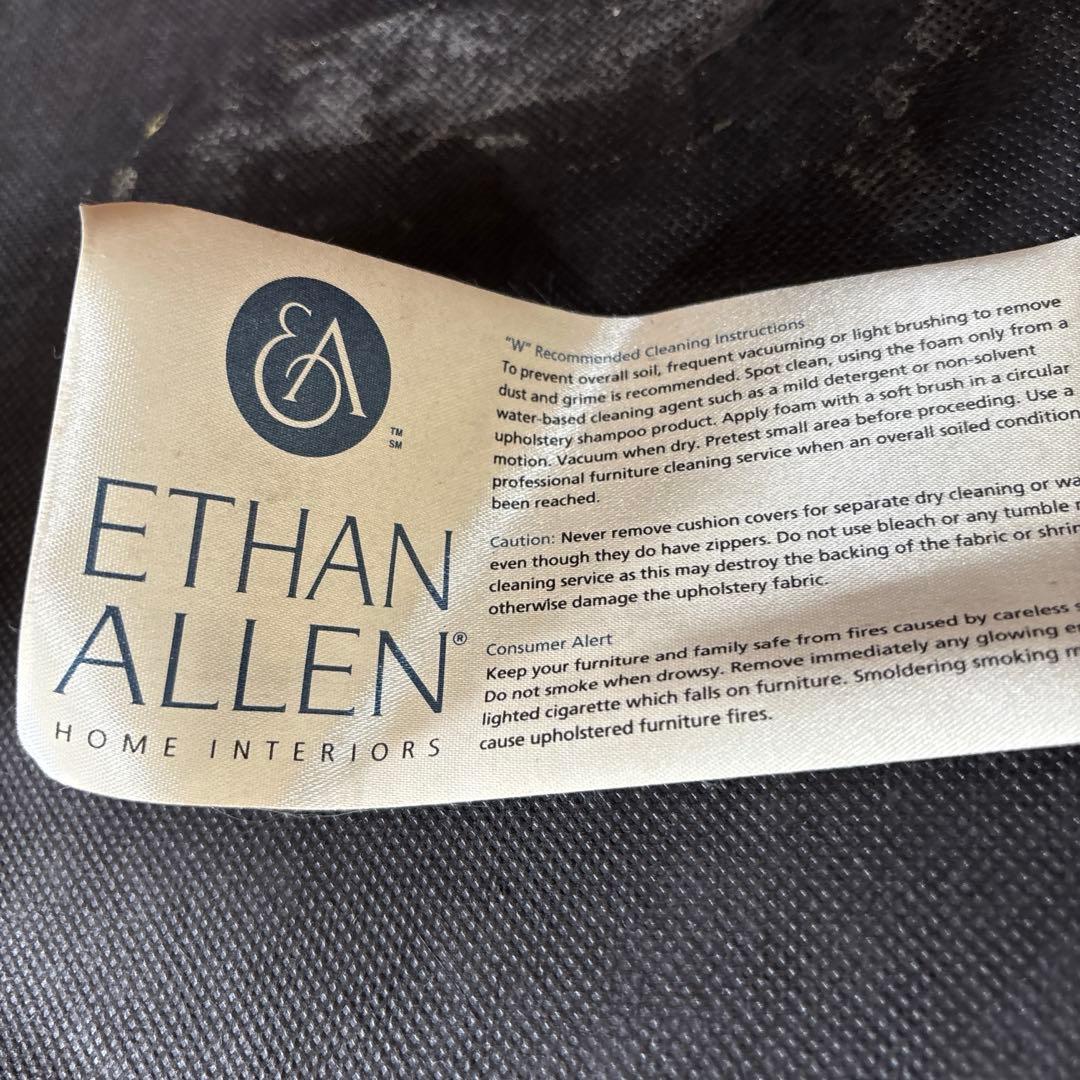 EA
TM
SM
ETHAN
ALLEN®
HOME INTERIORS
"W" Recommended Cleaning Instructions
To prevent overall soil, frequent vacuuming or light brushing to remove
dust and grime is recommended. Spot clean, using the foam only from a
water-based cleaning agent such as a mild detergent or non-solvent
upholstery shampoo product. Apply foam with a soft brush in a circular
motion. Vacuum when dry. Pretest small area before proceeding. Use a
professional furniture cleaning service when an overall soiled condition
been reached.
Caution: Never remove cushion covers for separate dry cleaning or wa
even though they do have zippers. Do not use bleach or any tumble
cleaning service as this may destroy the backing of the fabric or shrin
otherwise damage the upholstery fabric.
Consumer Alert
Keep your furniture and family safe from fires caused by careless s
Do not smoke when drowsy. Remove immediately any glowing e
lighted cigarette which falls on furniture. Smoldering smoking m
cause upholstered furniture fires.